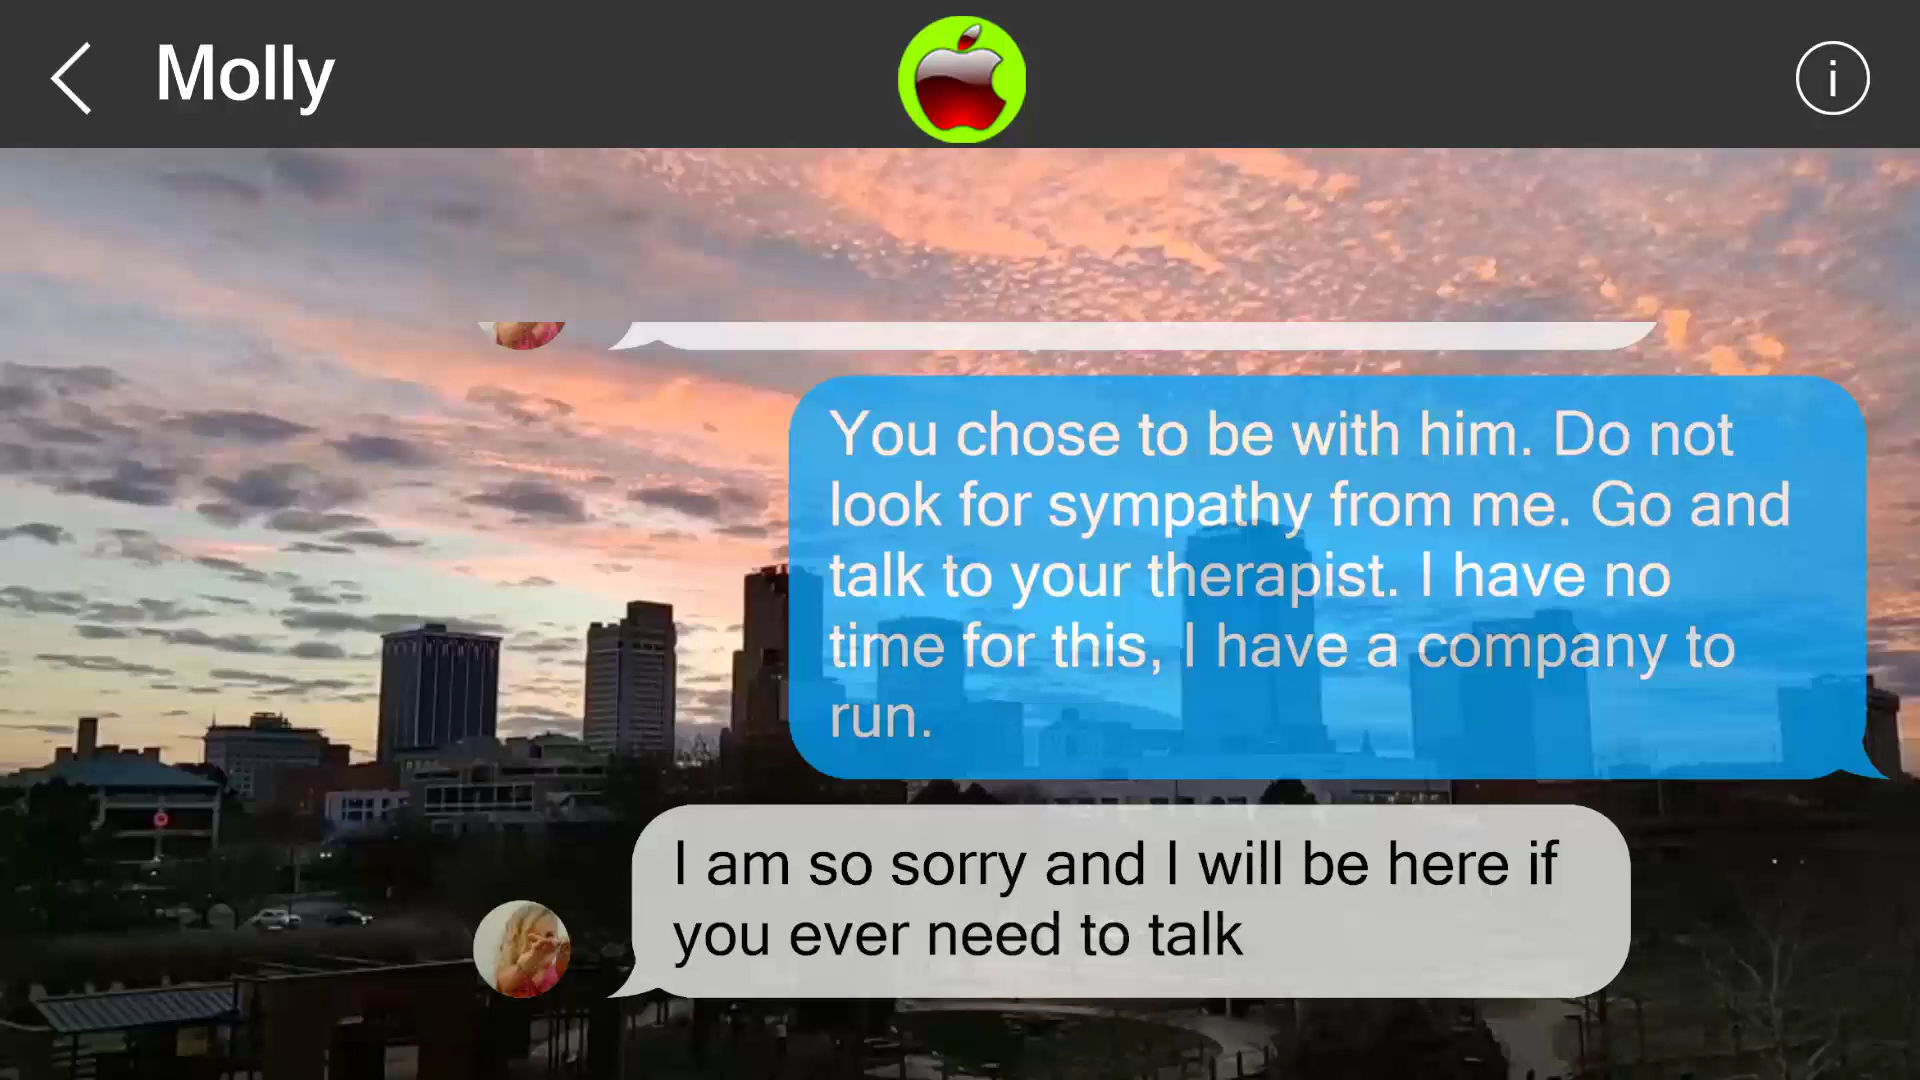 Molly
i
You chose to be with him. Do not
look for sympathy from me. Go and
talk to your therapist. I have no
time for this, I have a company to
run.
I am so sorry and I will be here if
you ever need to talk